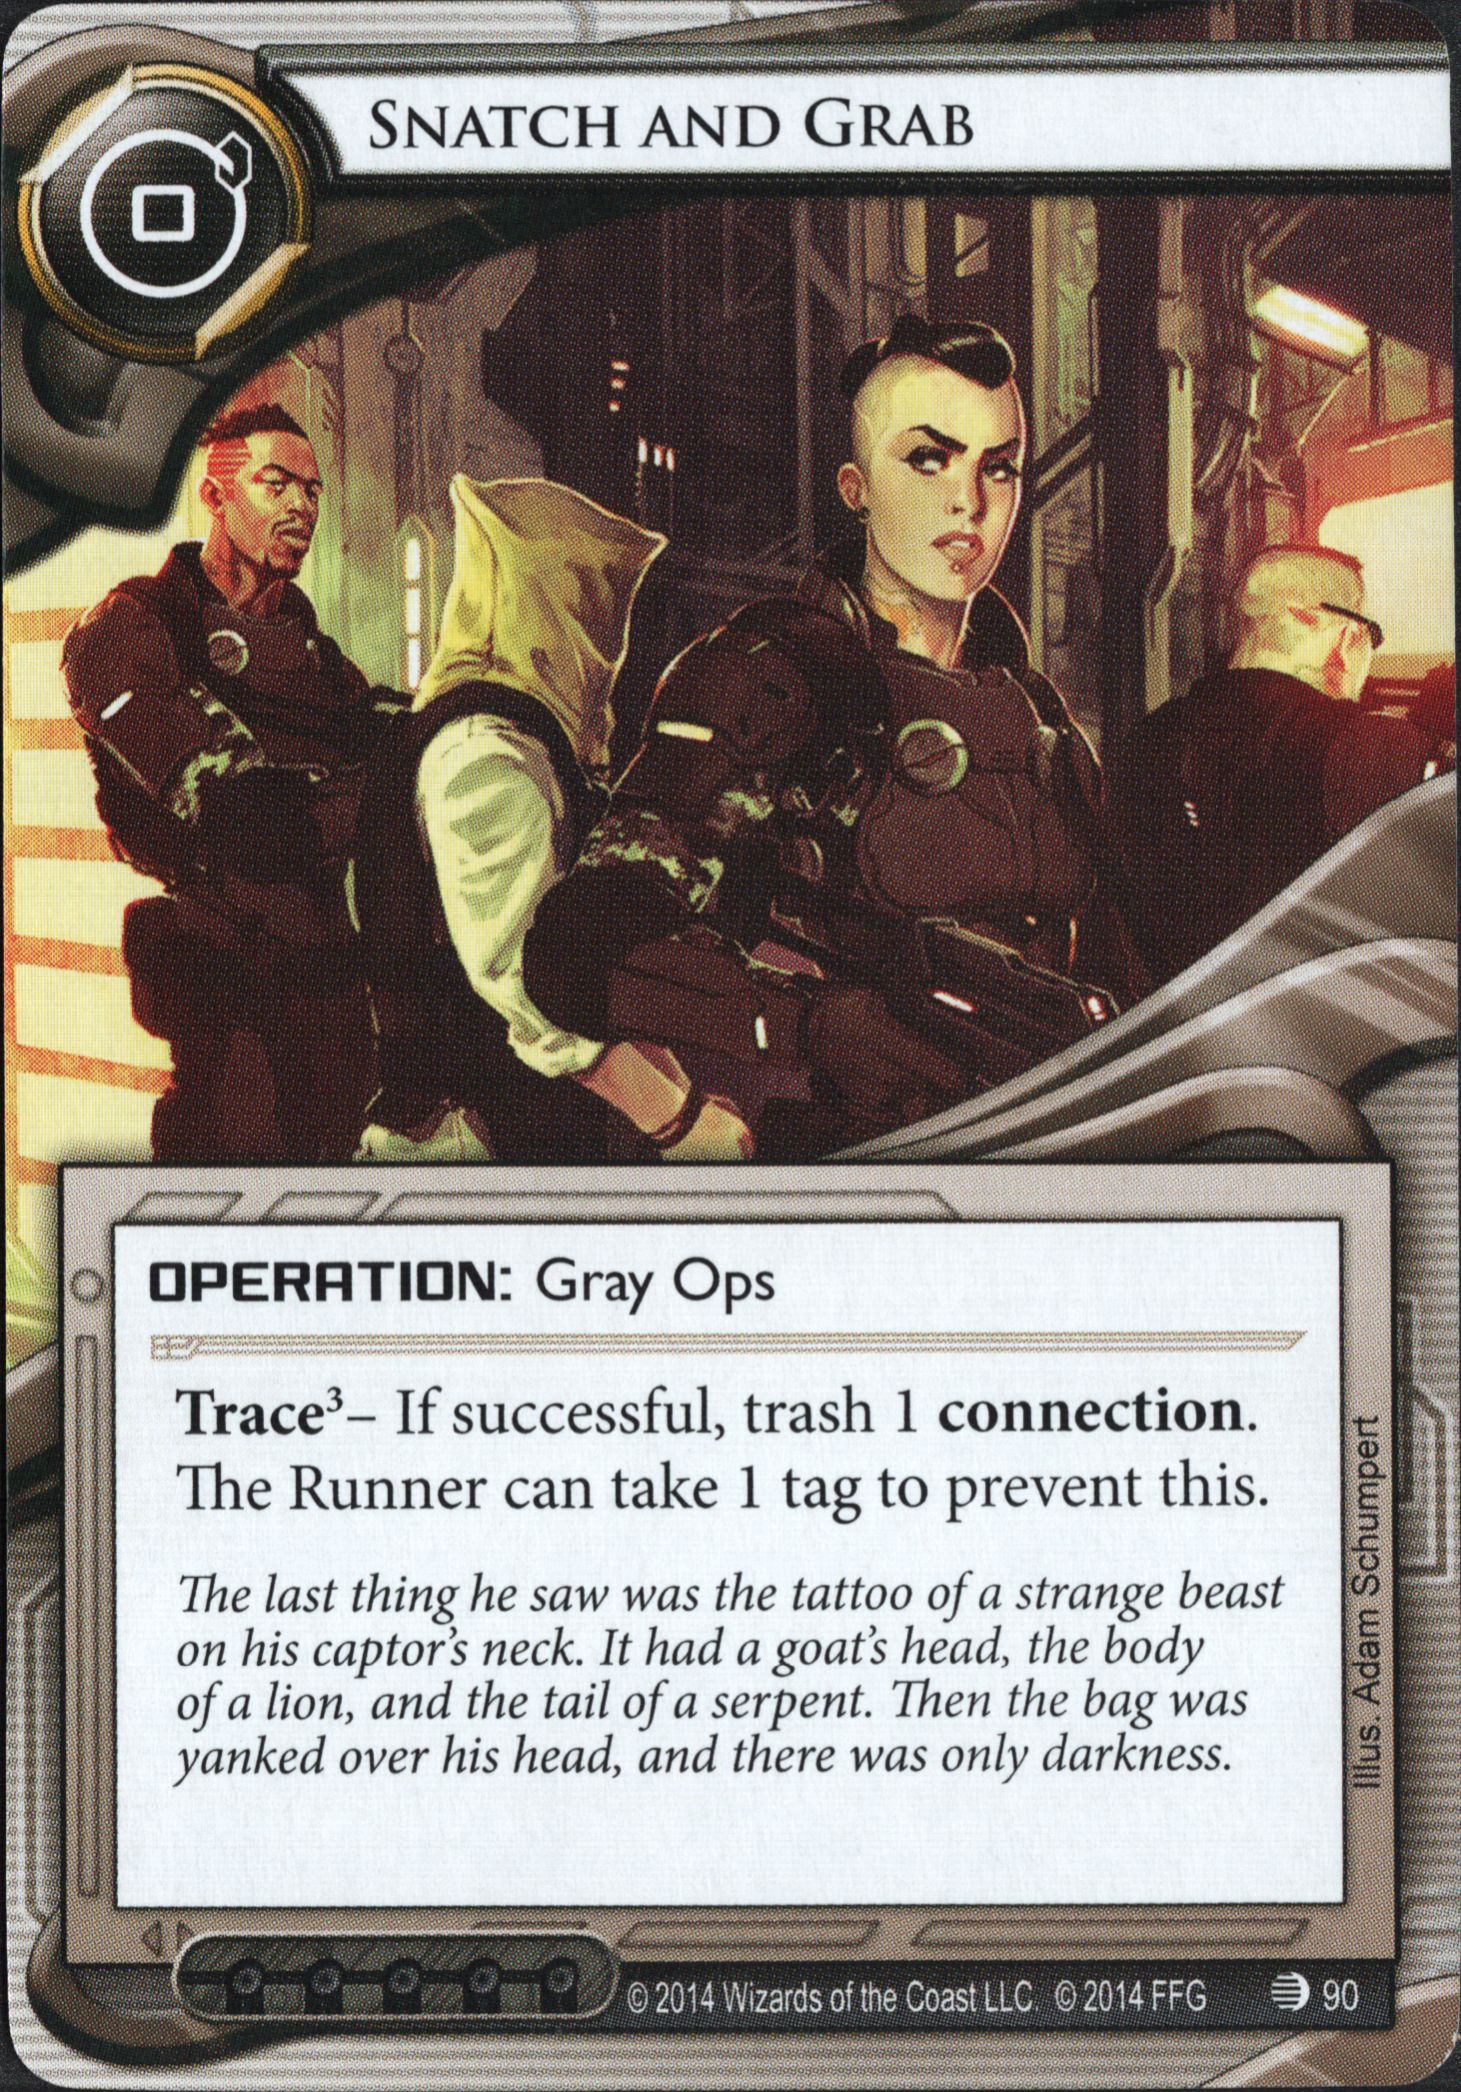 SNATCH AND GRAB
0
OPERATION: Gray Ops
Trace³– If successful, trash 1 connection.
The Runner can take 1 tag to prevent this.
The last thing he saw was the tattoo of a strange beast
on his captor's neck. It had a goat's head, the body
of a lion, and the tail of a serpent. Then the bag was
yanked over his head, and there was only darkness.
Illus. Adam Schumpert
© 2014 Wizards of the Coast LLC. © 2014 FFG
90